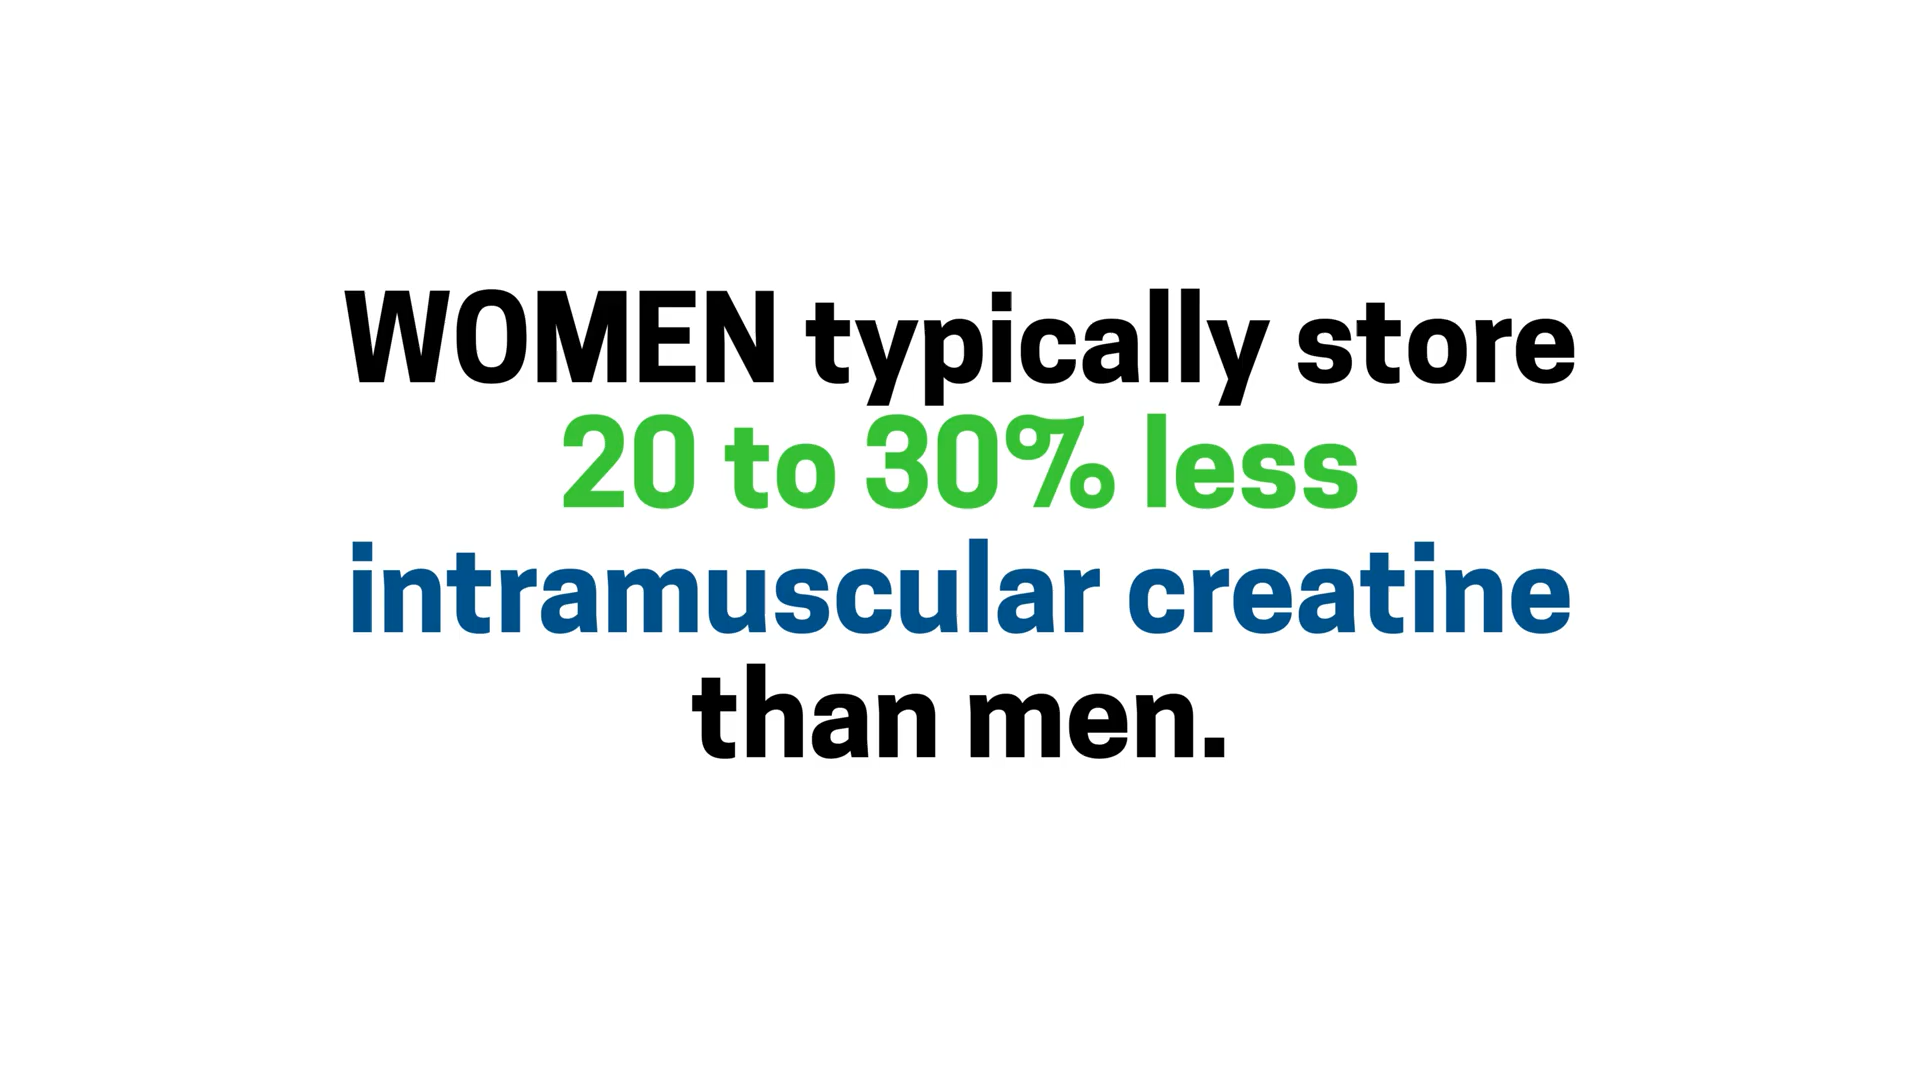 WOMEN typically store
20 to 30% less
intramuscular creatine
than men.